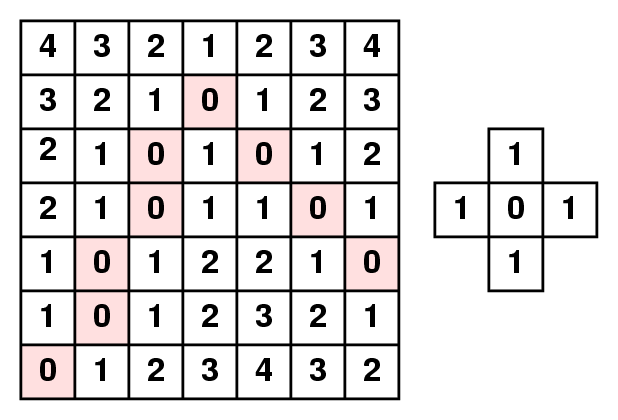 4 3 2 1 2 3 4
3 2 1 0 1 2 3
2 1 0 1 0 1 2
2 1 0 1 1 0 1
1 0 1 2 2 1 0
1 0 1 2 3 2 1
0 1 2 3 4 3 2
1
1 0 1
1